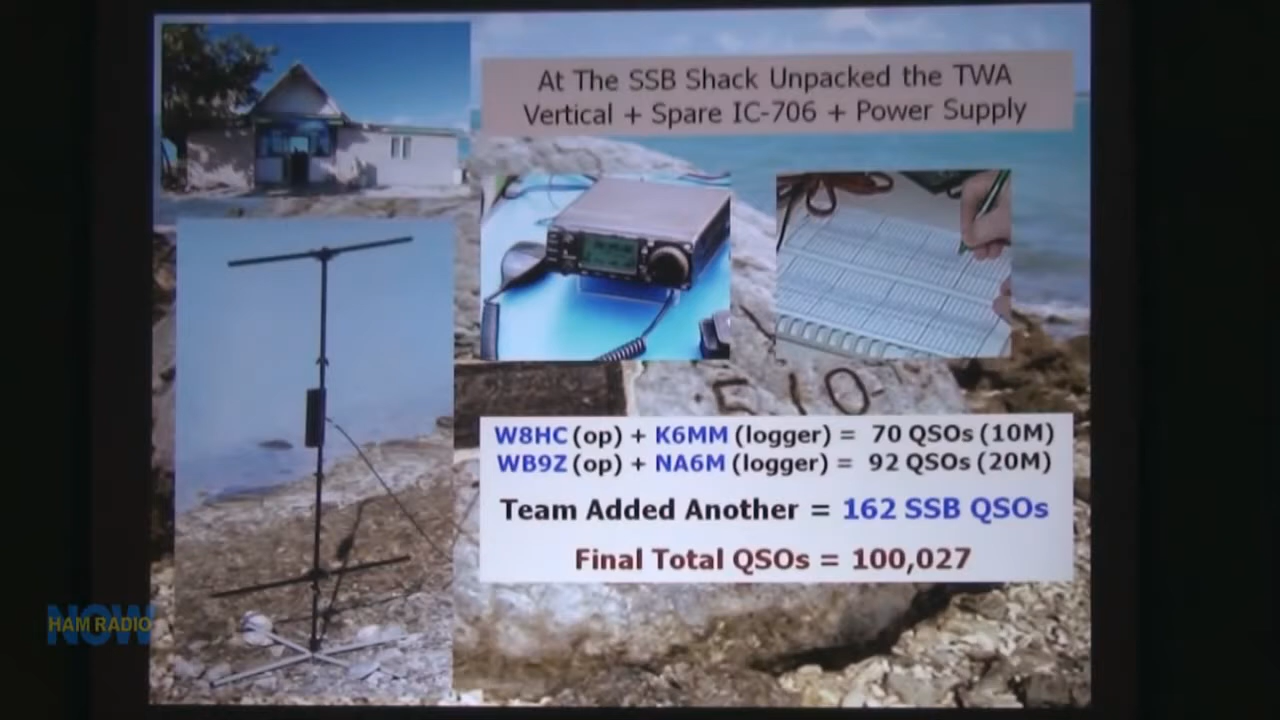 At The SSB Shack Unpacked the TWA
Vertical + Spare IC-706 + Power Supply
510
W8HC (op) + K6MM (logger) = 70 QSOs (10M)
WB9Z (op) + NA6M (logger) = 92 QSOs (20M)
Team Added Another = 162 SSB QSOs
Final Total QSOs = 100,027
HAM RADIO
NOW